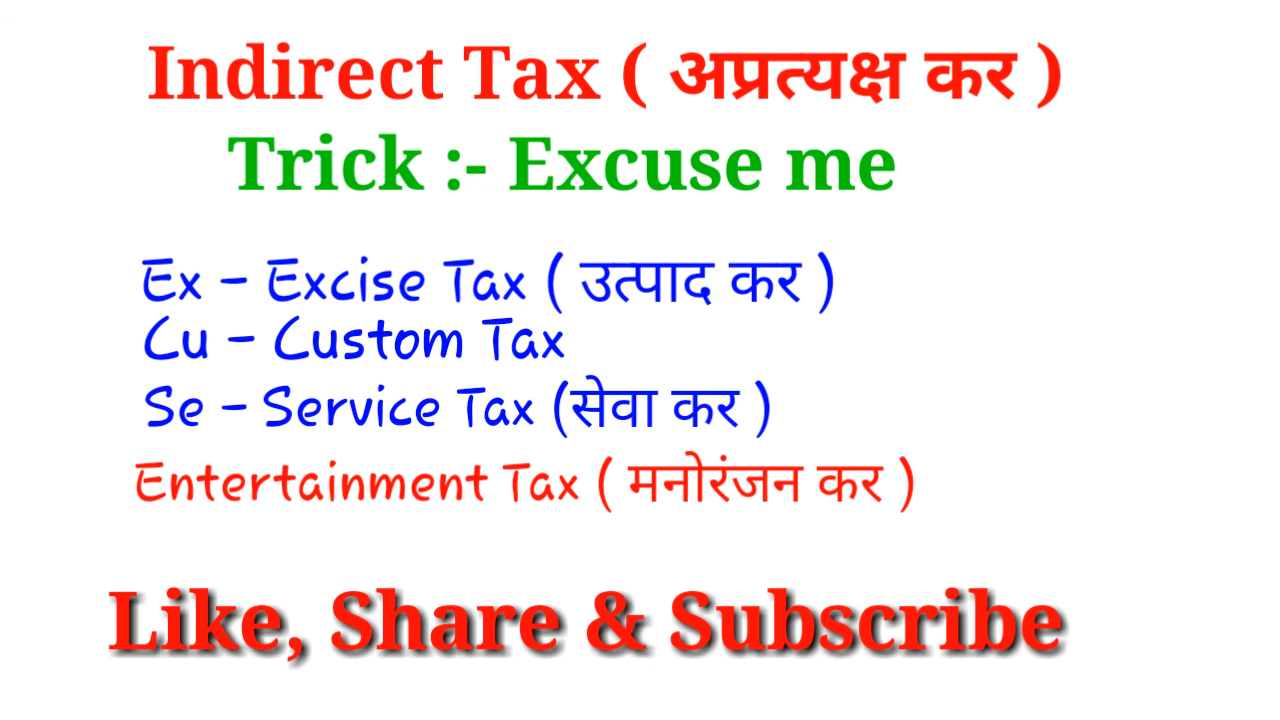 Indirect Tax ( अप्रत्यक्ष कर )
Trick :- Excuse me
Ex - Excise Tax ( उत्पाद कर )
Cu - Custom Tax
Se - Service Tax (सेवा कर )
Entertainment Tax ( मनोरंजन कर )
Like, Share & Subscribe